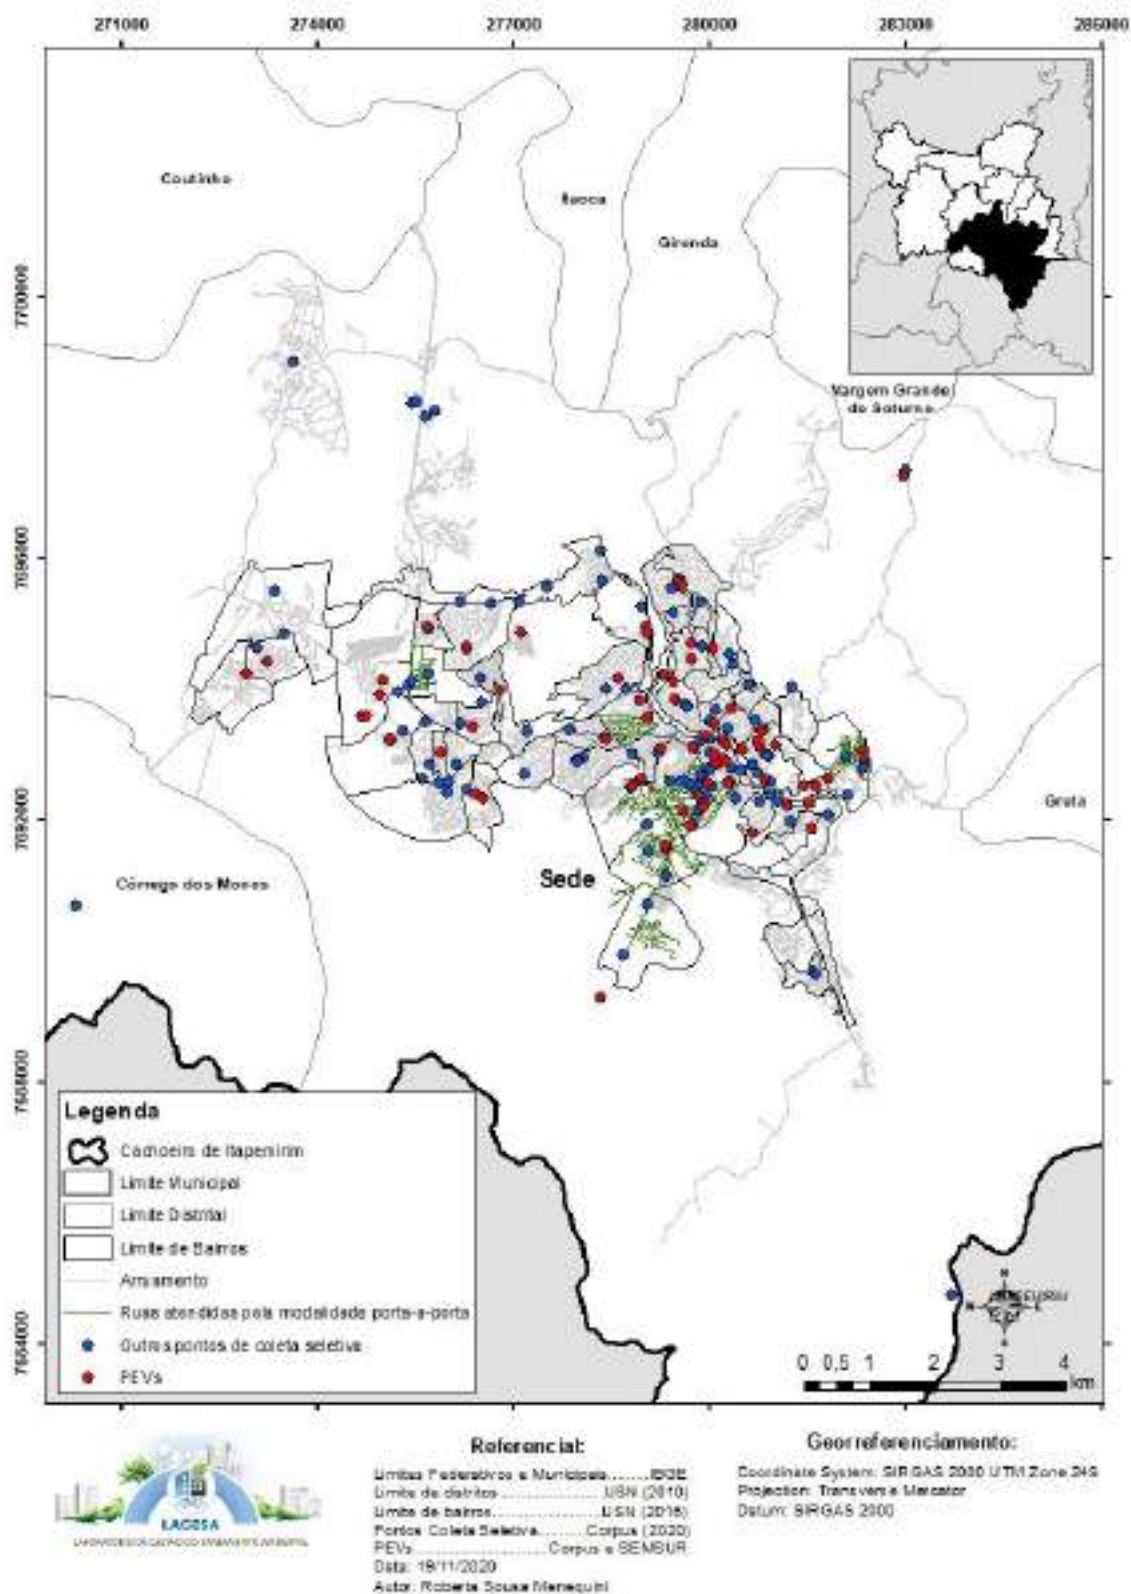 271000 274000 277000 280000 283000 286000
Coutinho
Itaoca
Gironda
7700000
Vargem Grande
do Soturno
7696000
7692000
Gruta
Sede
Córrego dos Monos
7688000
Legenda
Cachoeiro de Itapemirim
Limite Municipal
Limite Distrital
Limite de Bairros
Arruamento
Ruas atendidas pela modalidade porta-a-porta
Outros pontos de coleta seletiva
PEVs
7684000
N
0 0,5 1 2 3 4
km
Referencial:
Limites Federativos e Municipais........IBGE
Limite de distritos................IJSN (2010)
Limite de bairros..................IJSN (2018)
Pontos Coleta Seletiva.........Corpus (2020)
PEVs......................Corpus e SEMSUR
Data: 19/11/2020
Autor: Roberta Sousa Menequini
Georreferenciamento:
Coordinate System: SIRGAS 2000 UTM Zone 24S
Projection: Transverse Mercator
Datum: SIRGAS 2000
LAGESA